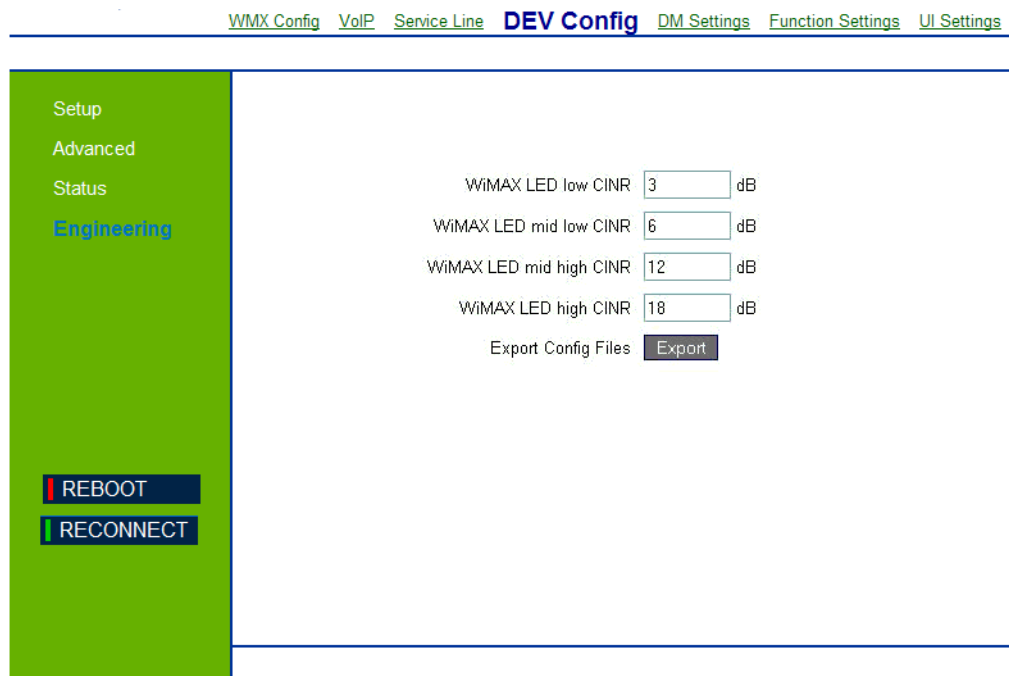 WMX Config VoIP Service Line DEV Config DM Settings Function Settings UI Settings
Setup
Advanced
Status
Engineering
REBOOT
RECONNECT
WiMAX LED low CINR 3 dB
WiMAX LED mid low CINR 6 dB
WiMAX LED mid high CINR 12 dB
WiMAX LED high CINR 18 dB
Export Config Files Export